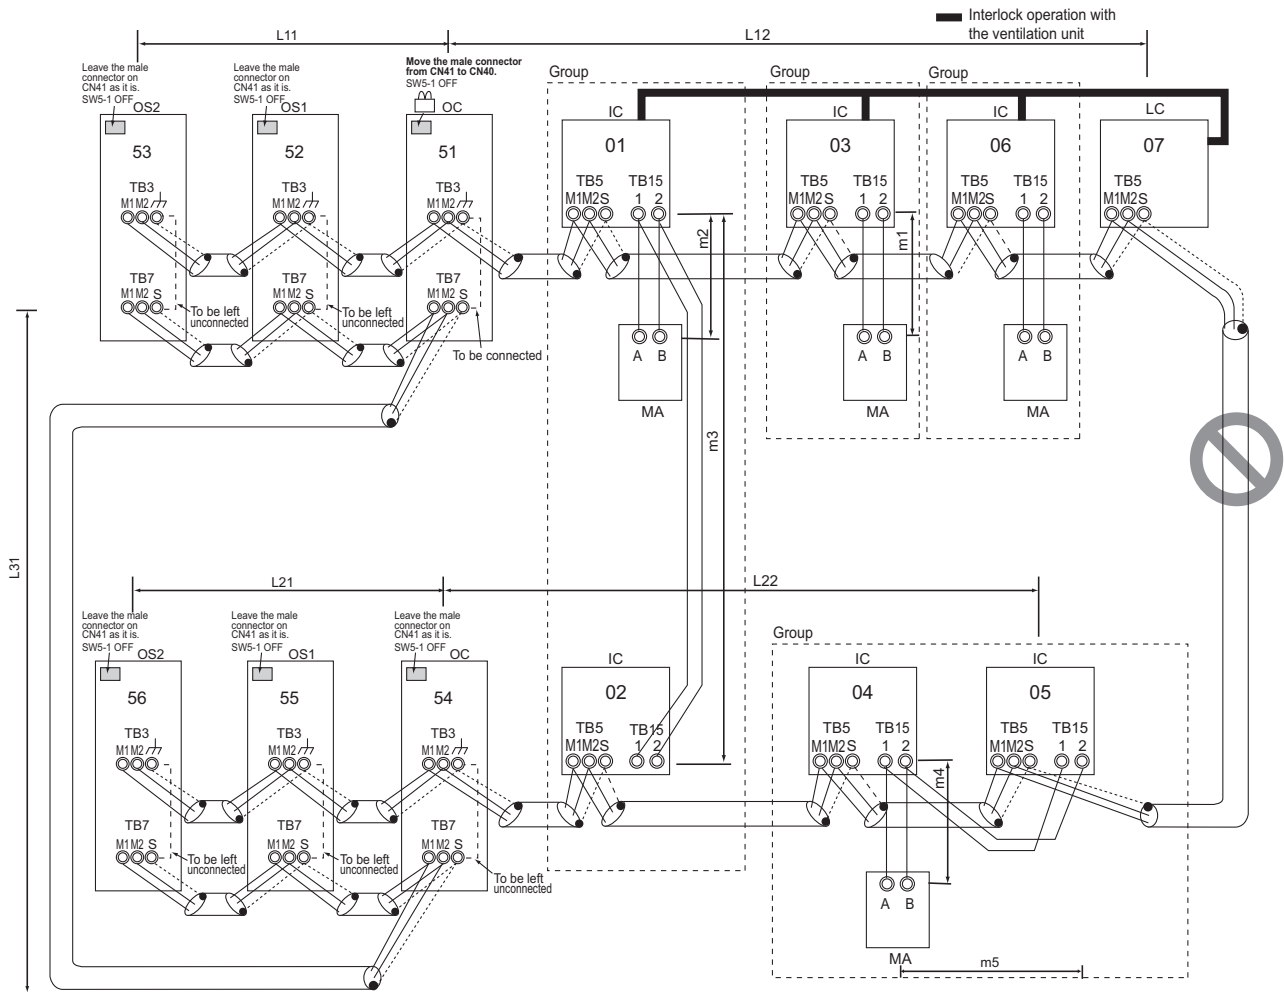 Interlock operation with
the ventilation unit
L11
L12
Leave the male
connector on
CN41 as it is.
SW5-1 OFF
OS2
53
TB3
M1 M2
TB7
M1 M2 S
To be left
unconnected
Leave the male
connector on
CN41 as it is.
SW5-1 OFF
OS1
52
TB3
M1 M2
TB7
M1 M2 S
To be left
unconnected
Move the male connector
from CN41 to CN40.
SW5-1 OFF
OC
51
TB3
M1 M2
TB7
M1 M2 S
To be connected
Group
IC
01
TB5
M1M2S
TB15
1 2
m2
A B
MA
m3
Group
IC
03
TB5
M1M2S
TB15
1 2
m1
A B
MA
Group
IC
06
TB5
M1M2S
TB15
1 2
A B
MA
LC
07
TB5
M1M2S
L31
L21
L22
Leave the male
connector on
CN41 as it is.
SW5-1 OFF
OS2
56
TB3
M1 M2
TB7
M1M2 S
To be left
unconnected
Leave the male
connector on
CN41 as it is.
SW5-1 OFF
OS1
55
TB3
M1 M2
TB7
M1M2 S
To be left
unconnected
Leave the male
connector on
CN41 as it is.
SW5-1 OFF
OC
54
TB3
M1 M2
TB7
M1M2 S
To be left
unconnected
IC
02
TB5
M1M2S
TB15
1 2
Group
IC
04
TB5
M1M2S
TB15
1 2
m4
A B
MA
IC
05
TB5
M1M2S
TB15
1 2
m5